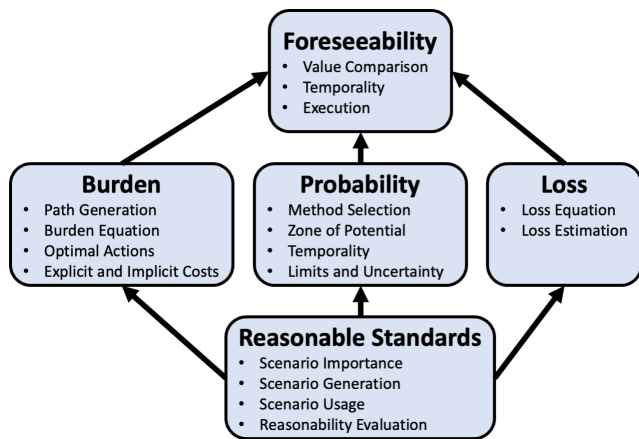 Foreseeability
• Value Comparison
• Temporality
• Execution
Burden
• Path Generation
• Burden Equation
• Optimal Actions
• Explicit and Implicit Costs
Probability
• Method Selection
• Zone of Potential
• Temporality
• Limits and Uncertainty
Loss
• Loss Equation
• Loss Estimation
Reasonable Standards
• Scenario Importance
• Scenario Generation
• Scenario Usage
• Reasonability Evaluation